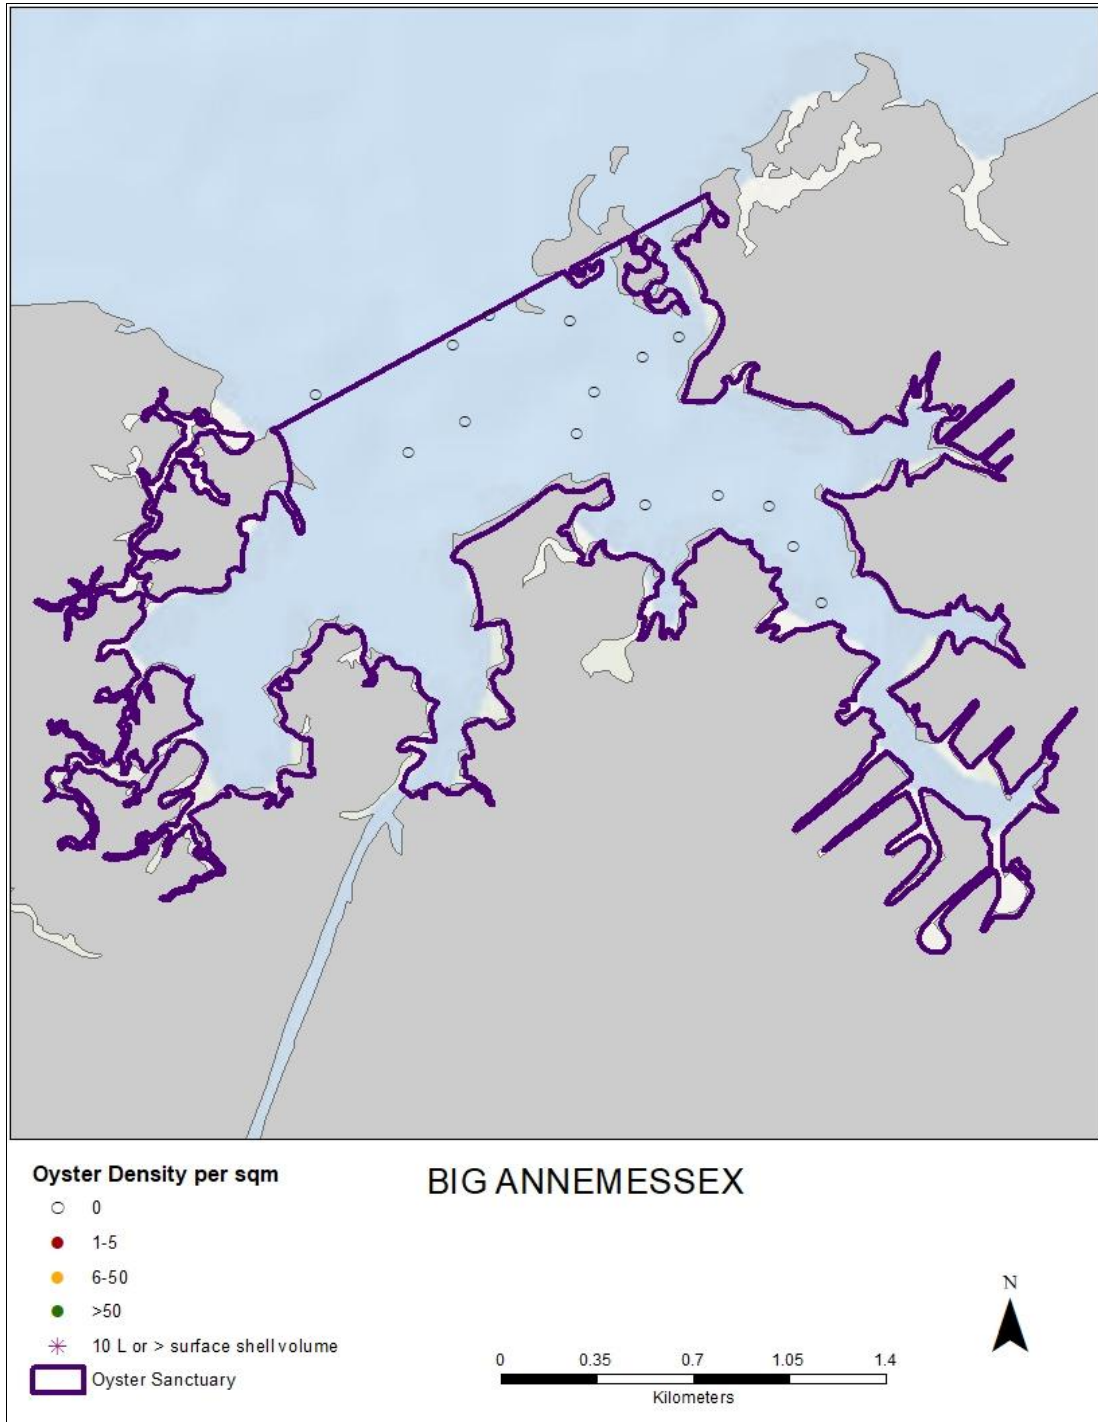 Oyster Density per sqm
BIG ANNEMESSEX
0
1-5
6-50
>50
10 L or > surface shell volume
Oyster Sanctuary
N
0 0.35 0.7 1.05 1.4
Kilometers